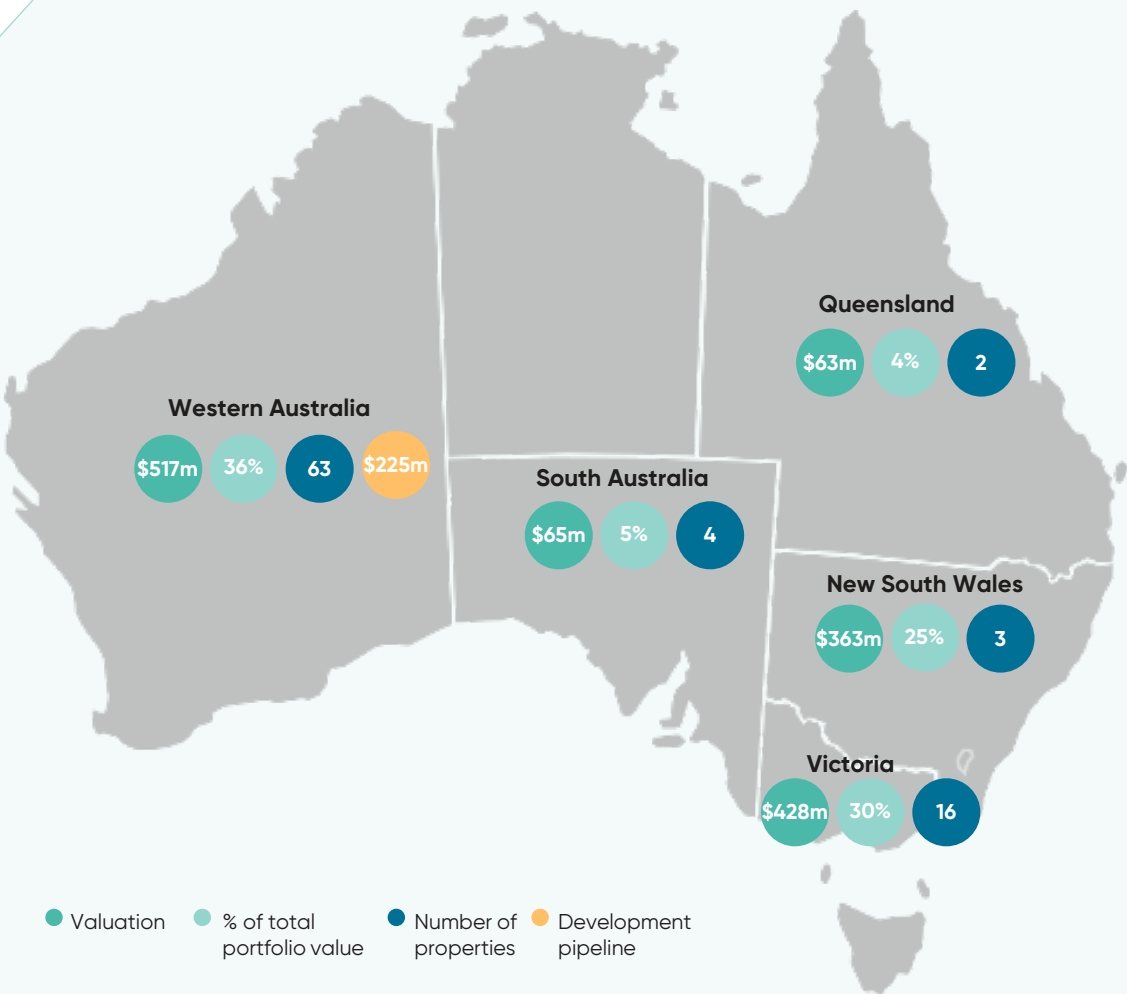 Queensland
$63m 4% 2
Western Australia
$517m 36% 63 $225m
South Australia
$65m 5% 4
New South Wales
$363m 25% 3
Victoria
$428m 30% 16
Valuation
% of total
portfolio value
Number of
properties
Development
pipeline